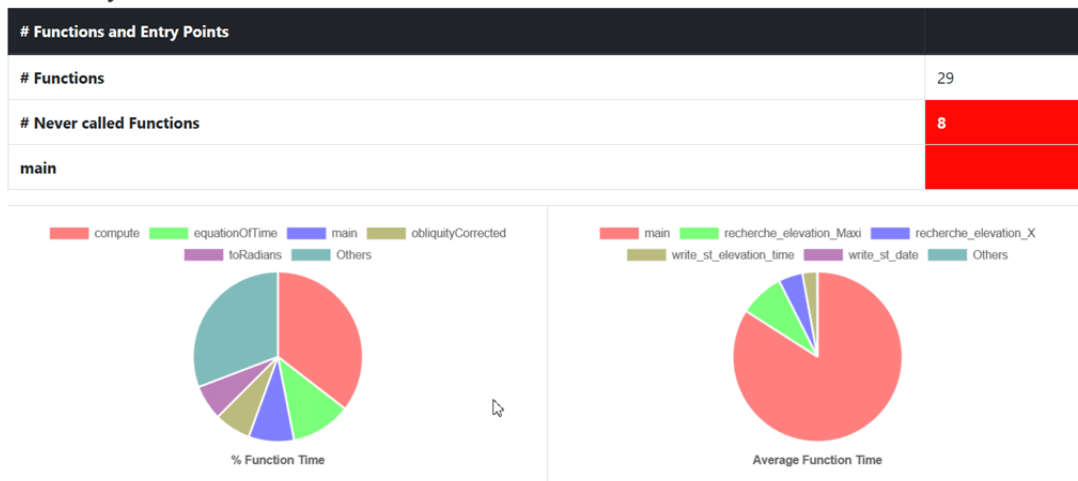 # Functions and Entry Points
# Functions 29
# Never called Functions 8
main
compute equationOfTime main obliquityCorrected
toRadians Others
% Function Time
main recherche_elevation_Maxi recherche_elevation_X
write_st_elevation_time write_st_date Others
Average Function Time